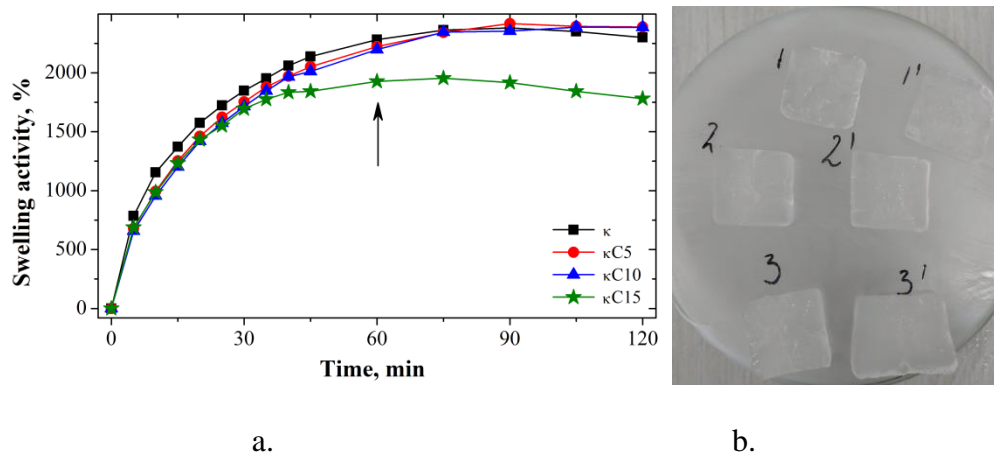 Swelling activity, %
2000
1500
1000
500
0
κ
κC5
κC10
κC15
0
30
60
90
120
Time, min
a.
1
1'
2
2'
3
3'
b.